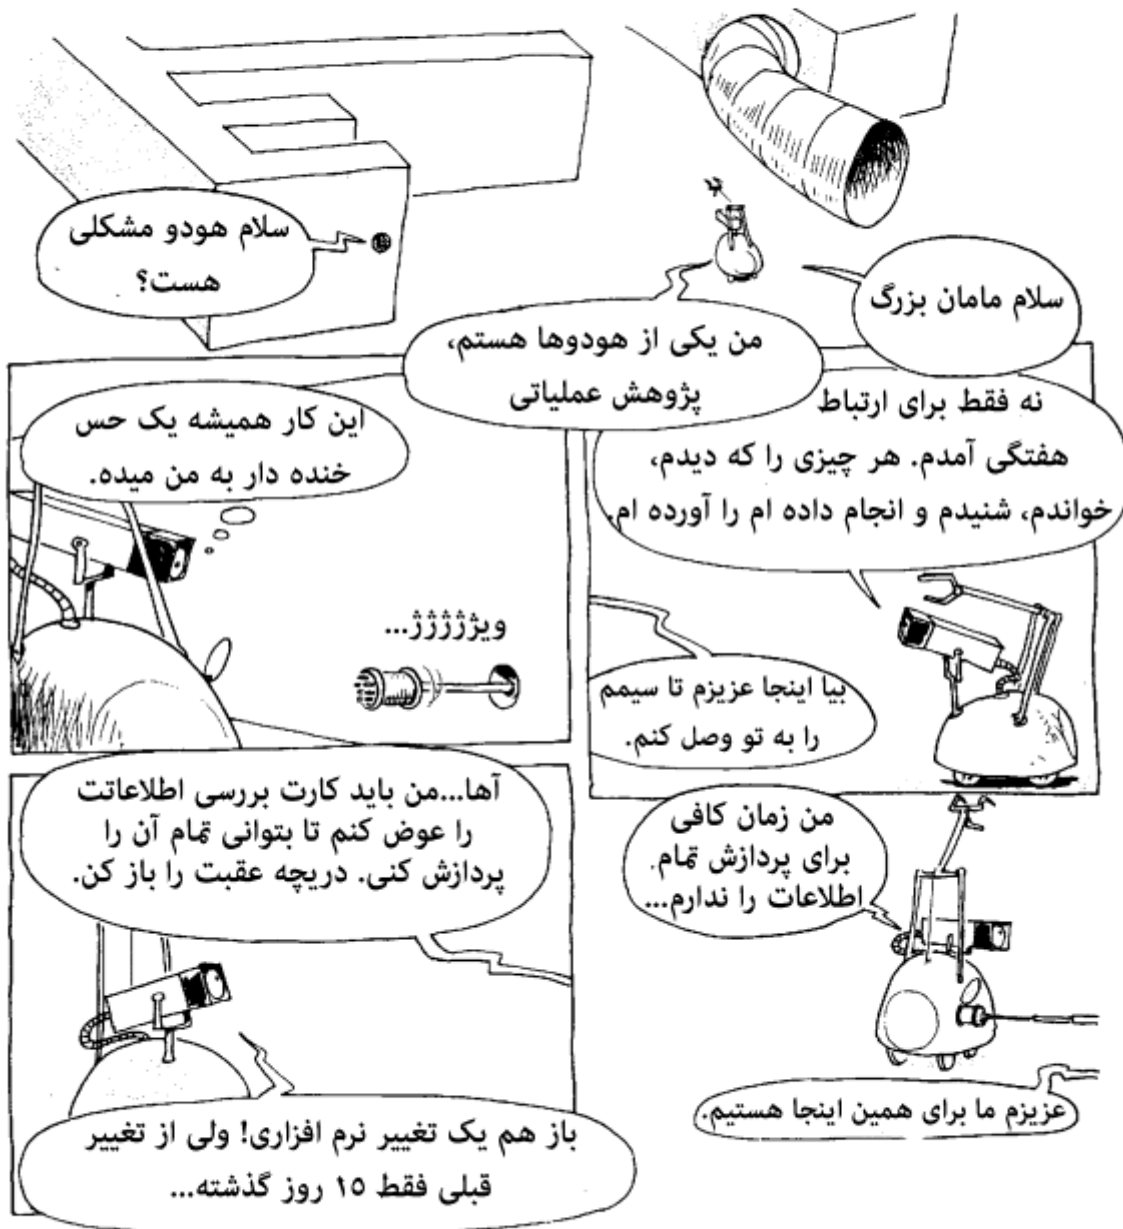 سلام مامان بزرگ
سلام هودو مشکلی
هست؟
من یکی از هودوها هستم،
پژوهش عملیاتی
نه فقط برای ارتباط
هفتگی آمدم. هر چیزی را که دیدم،
خواندم، شنیدم و انجام داده ام را آورده ام.
بیا اینجا عزیزم تا سیمم
را به تو وصل کنم.
این کار همیشه یک حس
خنده دار به من میده.
ویژژژژژ...
من زمان کافی
برای پردازش تمام
اطلاعات را ندارم...
عزیزم ما برای همین اینجا هستیم.
آها...من باید کارت بررسی اطلاعاتت
را عوض کنم تا بتوانی تمام آن را
پردازش کنی. دریچه عقبت را باز کن.
باز هم یک تغییر نرم افزاری! ولی از تغییر
قبلی فقط ۱۵ روز گذشته...